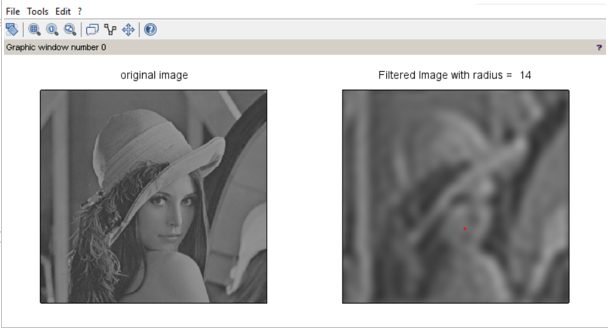 File Tools Edit ?
Graphic window number 0 ?
original image
Filtered Image with radius = 14